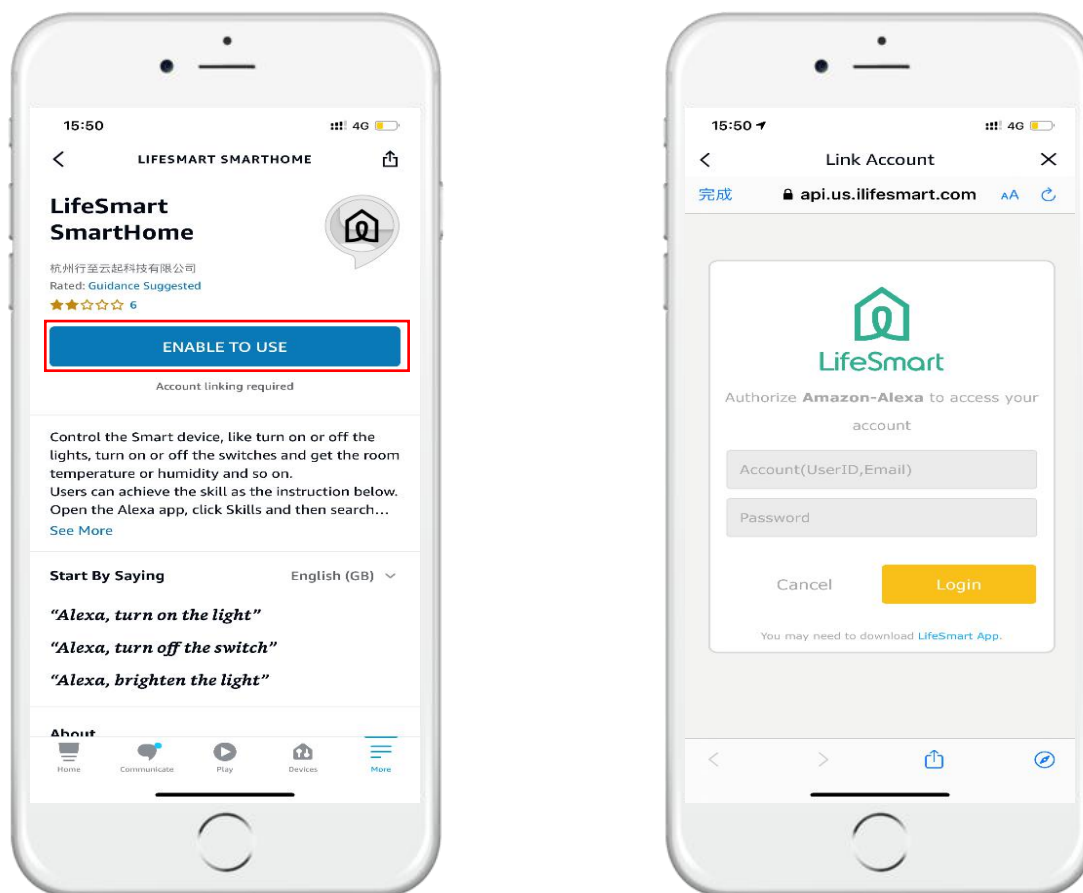 15:50
4G
LIFESMART SMARTHOME
LifeSmart
SmartHome
杭州行至云起科技有限公司
Rated: Guidance Suggested
6
ENABLE TO USE
Account linking required
Control the Smart device, like turn on or off the
lights, turn on or off the switches and get the room
temperature or humidity and so on.
Users can achieve the skill as the instruction below.
Open the Alexa app, click Skills and then search...
See More
Start By Saying
English (GB)
“Alexa, turn on the light”
“Alexa, turn off the switch”
“Alexa, brighten the light”
About
Home
Communicate
Play
Devices
More
15:50
4G
Link Account
完成
api.us.ilifesmart.com
AA
LifeSmart
Authorize Amazon-Alexa to access your
account
Account(UserID,Email)
Password
Cancel
Login
You may need to download LifeSmart App.